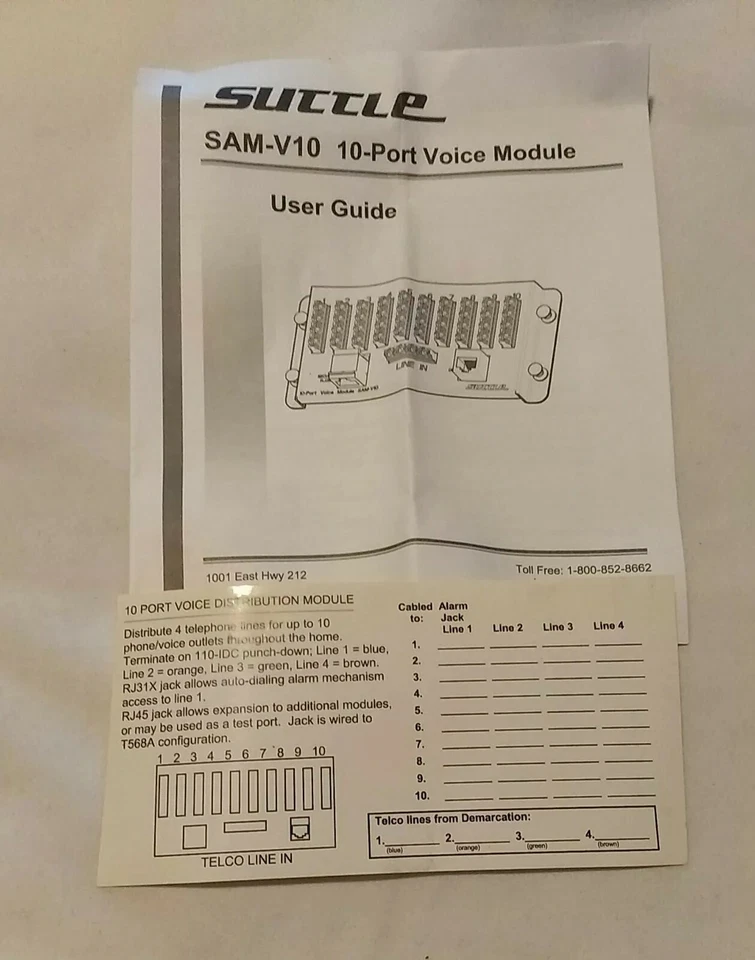 SUTTLE
SAM-V10 10-Port Voice Module
User Guide
LINE IN
10-Port Voice Module SAM-V10
SUTTLE
1001 East Hwy 212
Toll Free: 1-800-852-8662
10 PORT VOICE DISTRIBUTION MODULE
Distribute 4 telephone lines for up to 10
phone/voice outlets throughout the home.
Terminate on 110-IDC punch-down; Line 1 = blue,
Line 2 = orange, Line 3 = green, Line 4 = brown.
RJ31X jack allows auto-dialing alarm mechanism
access to line 1.
RJ45 jack allows expansion to additional modules,
or may be used as a test port. Jack is wired to
T568A configuration.
1 2 3 4 5 6 7 8 9 10
TELCO LINE IN
Cabled Alarm
to: Jack
Line 1 Line 2 Line 3 Line 4
1.
2.
3.
4.
5.
6.
7.
8.
9.
10.
Telco lines from Demarcation:
1. 2. 3. 4.
(blue) (orange) (green) (brown)